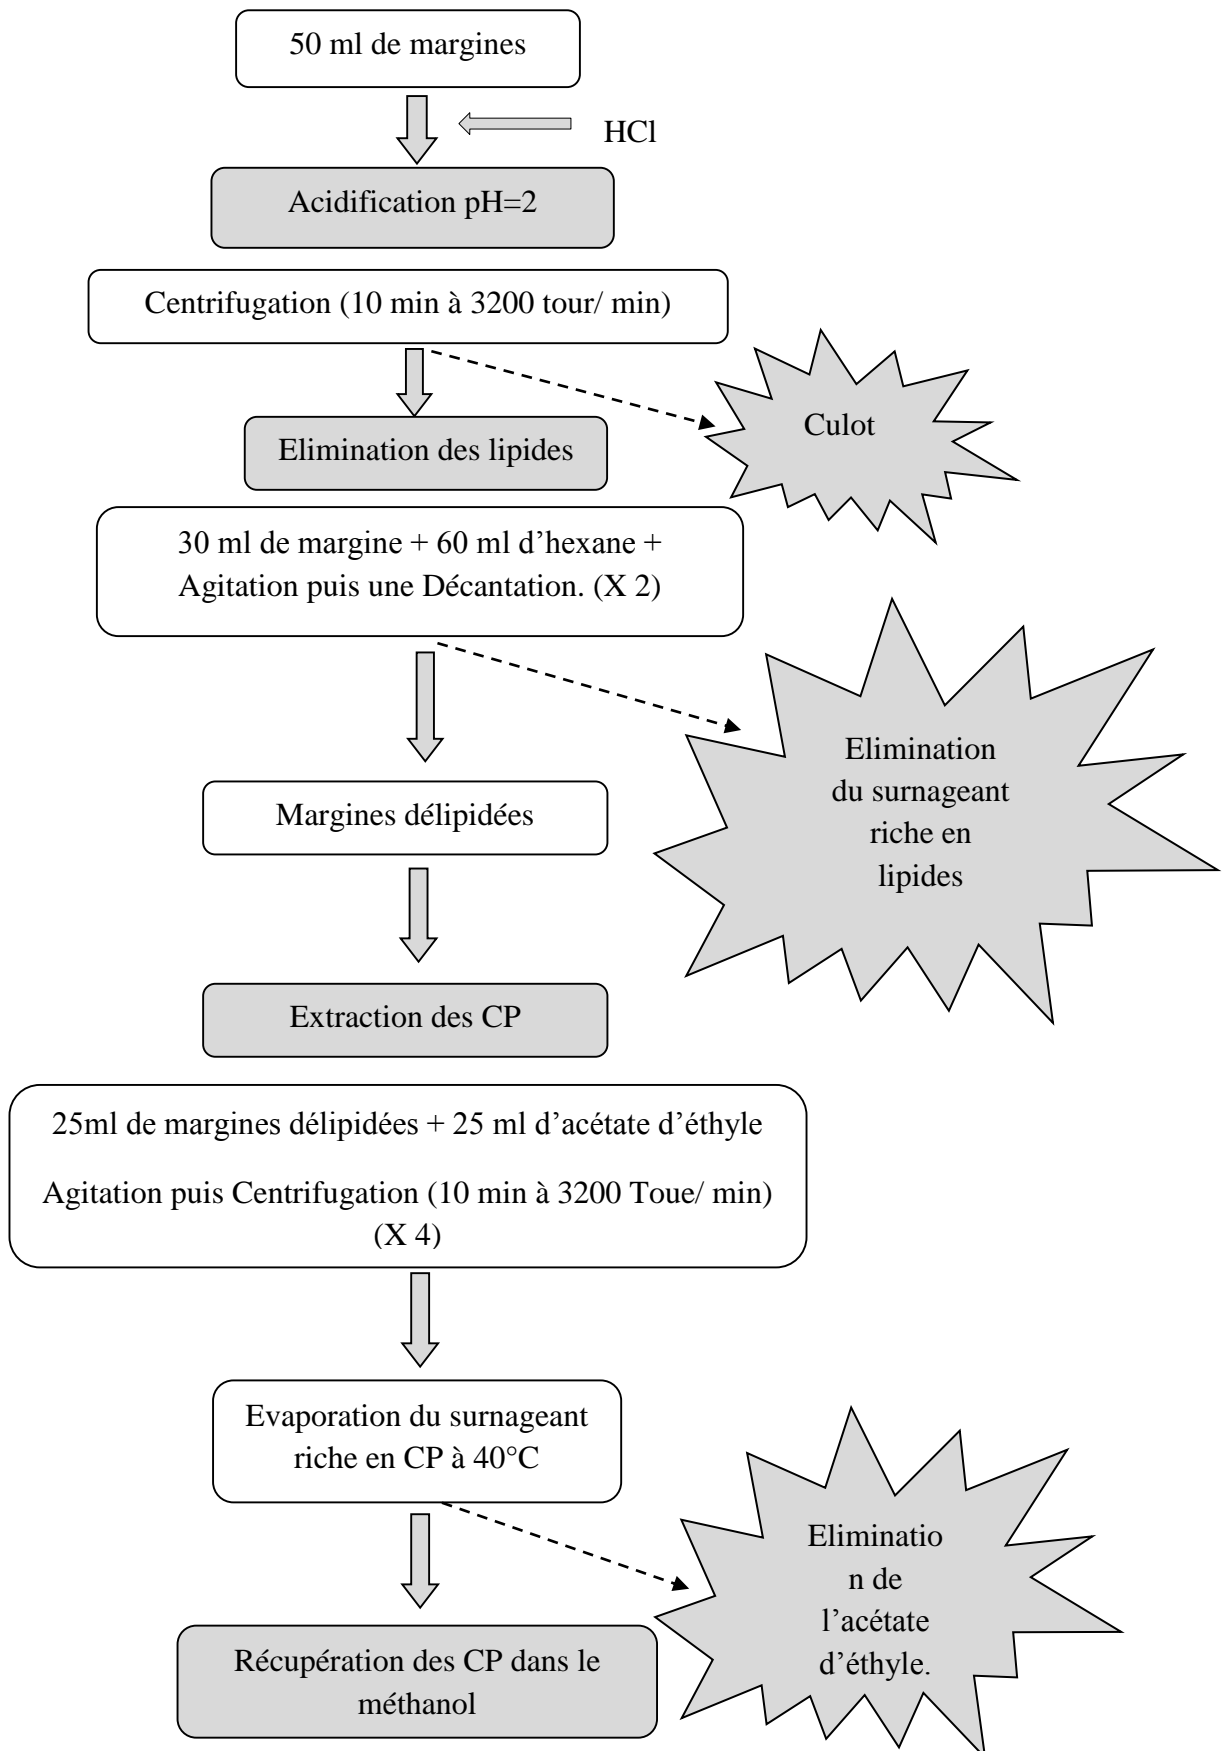 50 ml de margines
HCl
Acidification pH=2
Centrifugation (10 min à 3200 tour/ min)
Culot
Elimination des lipides
30 ml de margine + 60 ml d’hexane +
Agitation puis une Décantation. (X 2)
Elimination
du surnageant
riche en
lipides
Margines délipidées
Extraction des CP
25ml de margines délipidées + 25 ml d’acétate d’éthyle
Agitation puis Centrifugation (10 min à 3200 Toue/ min)
(X 4)
Evaporation du surnageant
riche en CP à 40°C
Eliminatio
n de
l’acétate
d’éthyle.
Récupération des CP dans le
méthanol